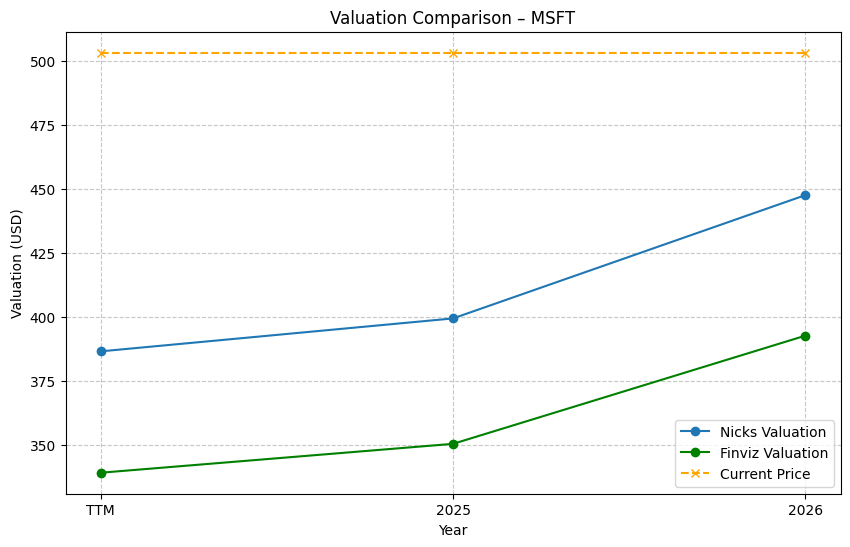 Valuation Comparison – MSFT
Valuation (USD)
500
475
450
425
400
375
350
TTM
2025
2026
Year
Nicks Valuation
Finviz Valuation
Current Price